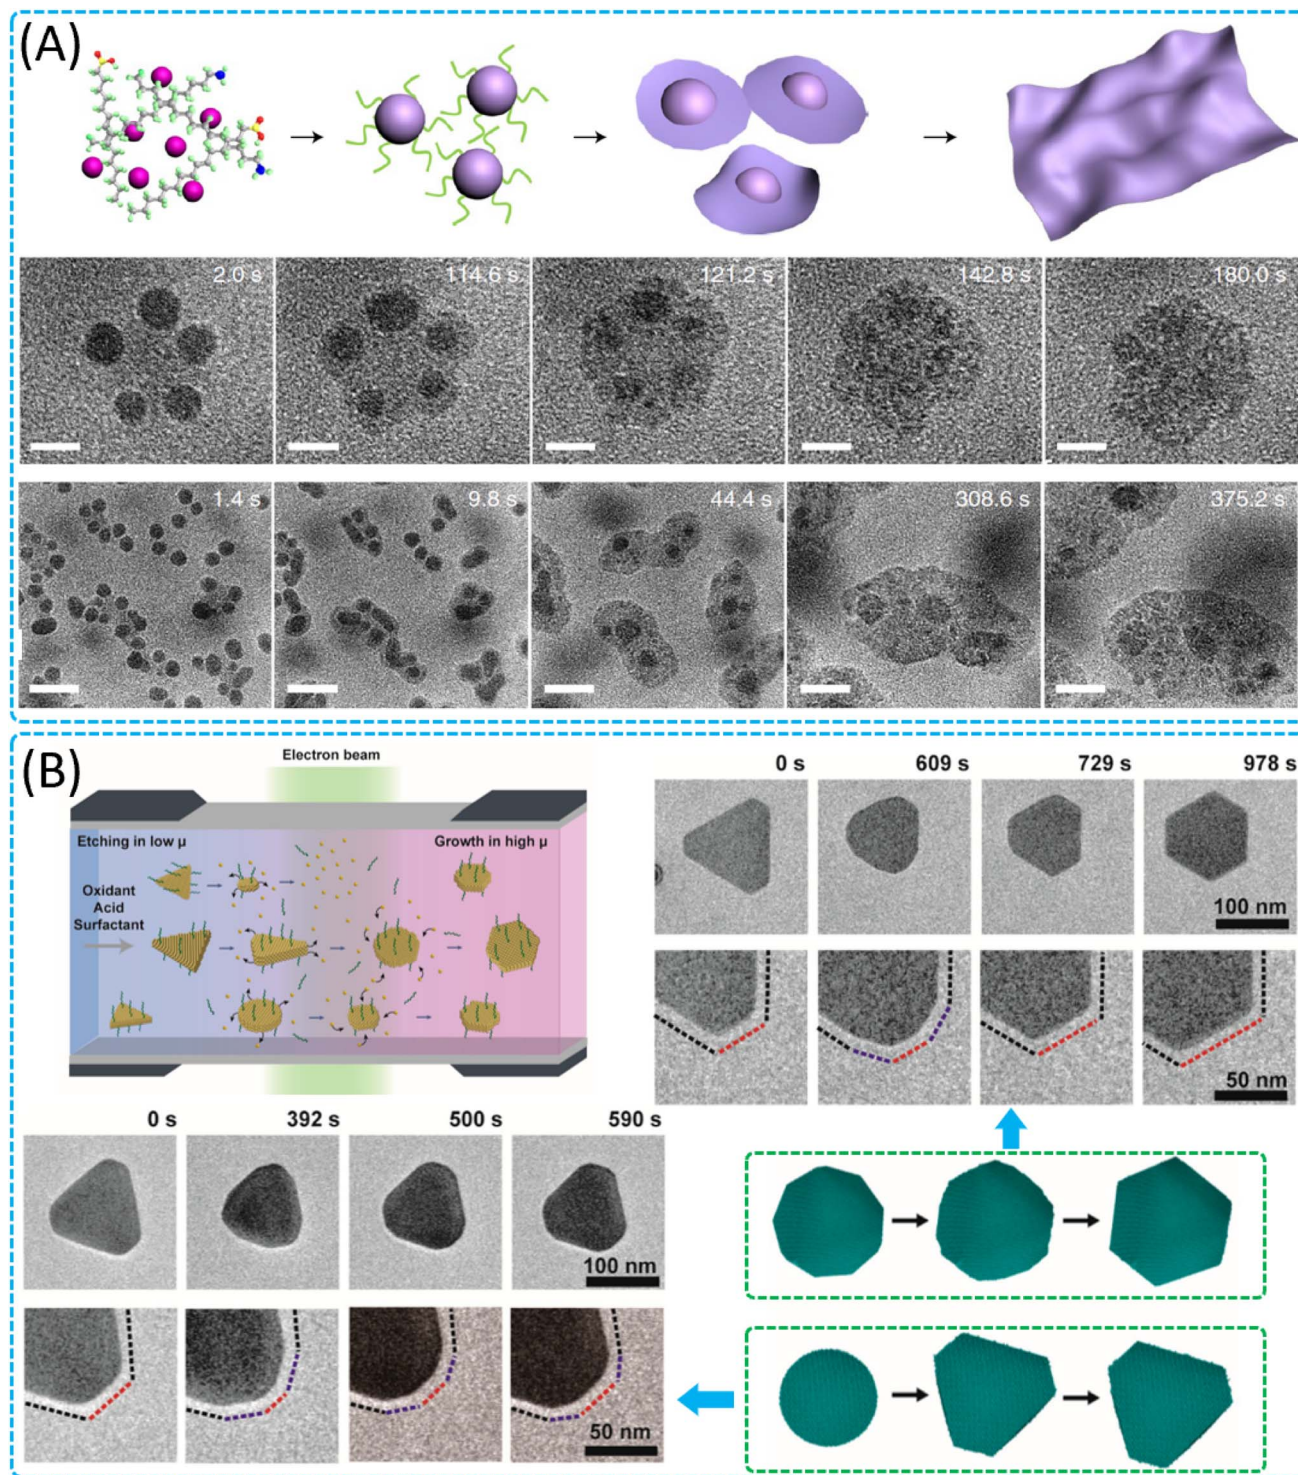 (A)
2.0 s
114.6 s
121.2 s
142.8 s
180.0 s
1.4 s
9.8 s
44.4 s
308.6 s
375.2 s
(B)
Electron beam
Etching in low μ
Growth in high μ
Oxidant
Acid
Surfactant
0 s
609 s
729 s
978 s
100 nm
50 nm
0 s
392 s
500 s
590 s
100 nm
50 nm